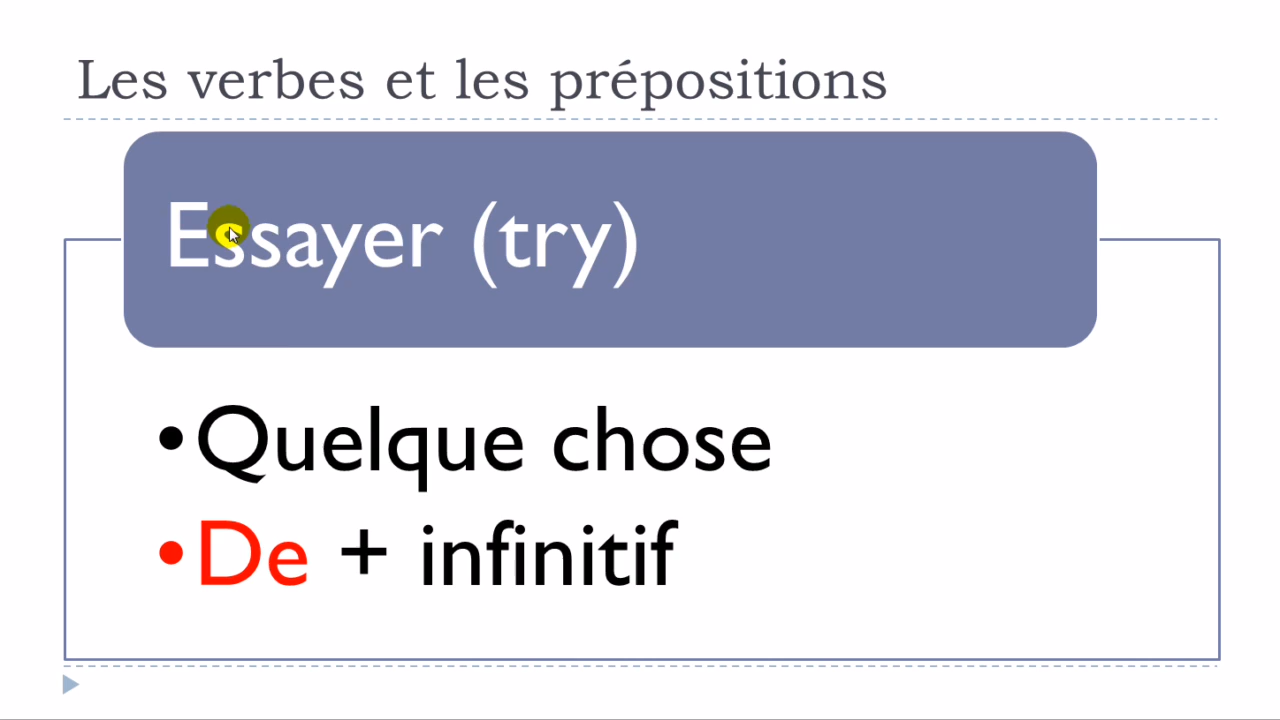 Les verbes et les prépositions
Essayer (try)
•Quelque chose
•De + infinitif